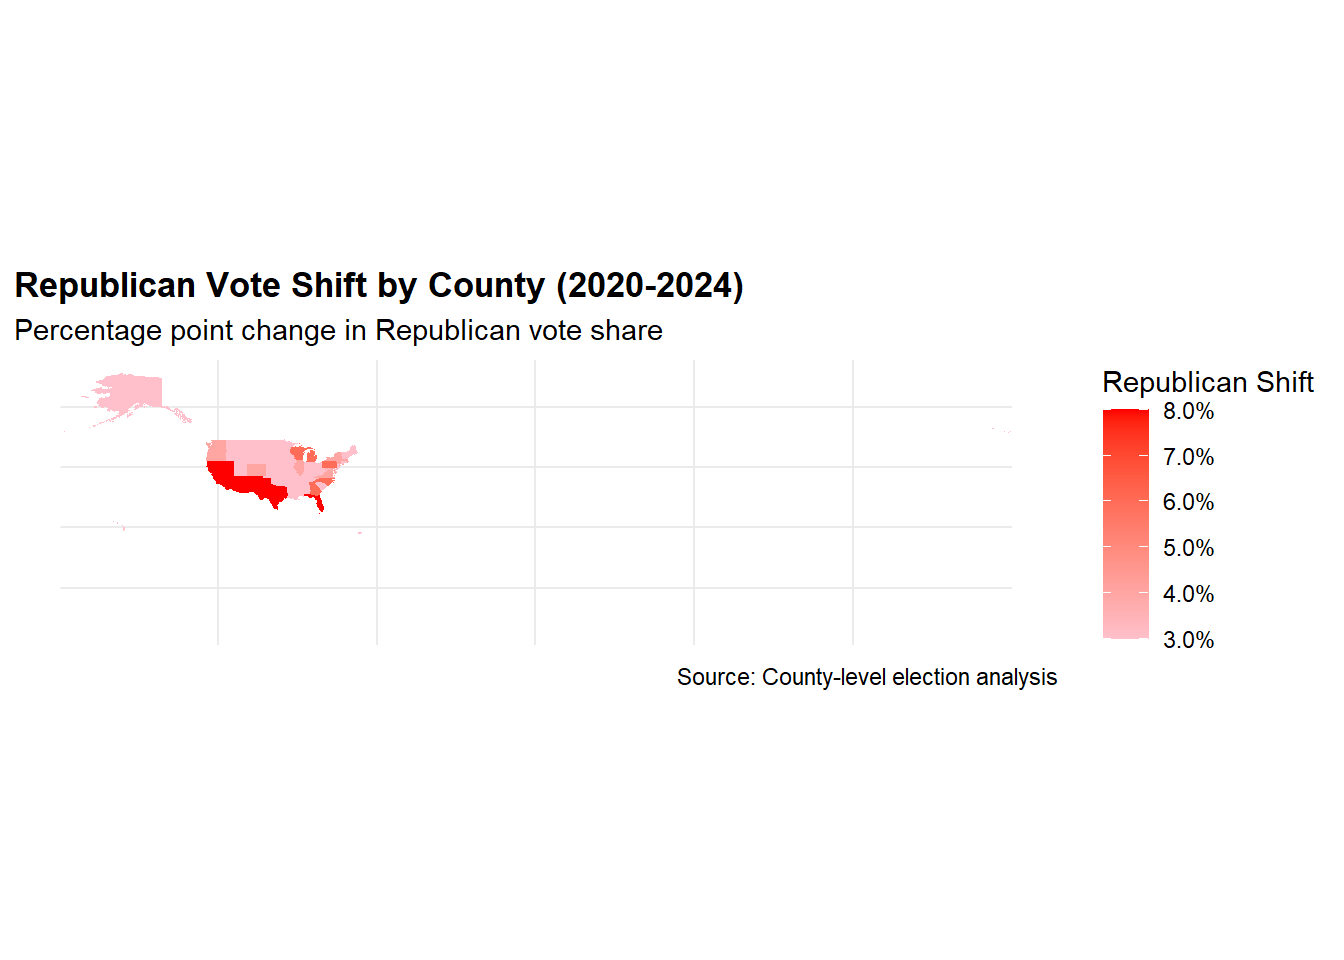 Republican Vote Shift by County (2020-2024)
Percentage point change in Republican vote share
Republican Shift
8.0%
7.0%
6.0%
5.0%
4.0%
3.0%
Source: County-level election analysis